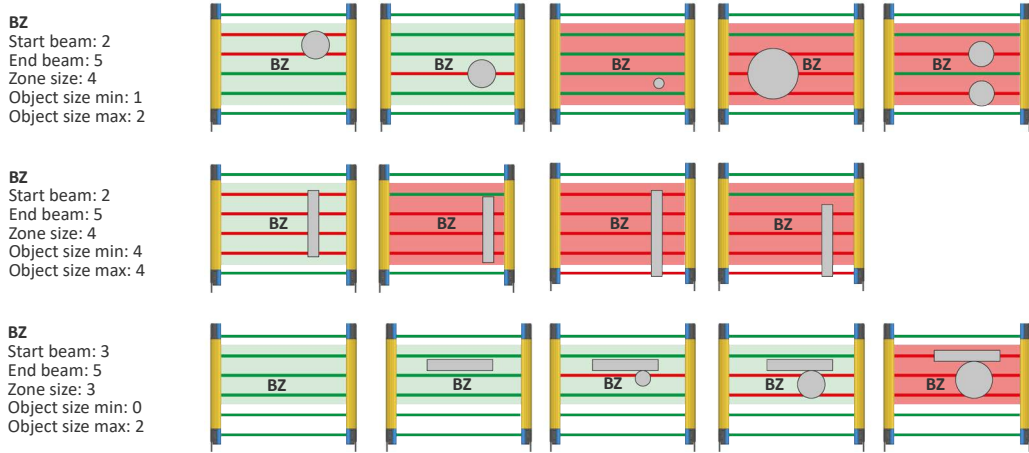 BZ
Start beam: 2
End beam: 5
Zone size: 4
Object size min: 1
Object size max: 2
BZ
BZ
BZ
BZ
BZ
BZ
Start beam: 2
End beam: 5
Zone size: 4
Object size min: 4
Object size max: 4
BZ
BZ
BZ
BZ
BZ
Start beam: 3
End beam: 5
Zone size: 3
Object size min: 0
Object size max: 2
BZ
BZ
BZ
BZ
BZ